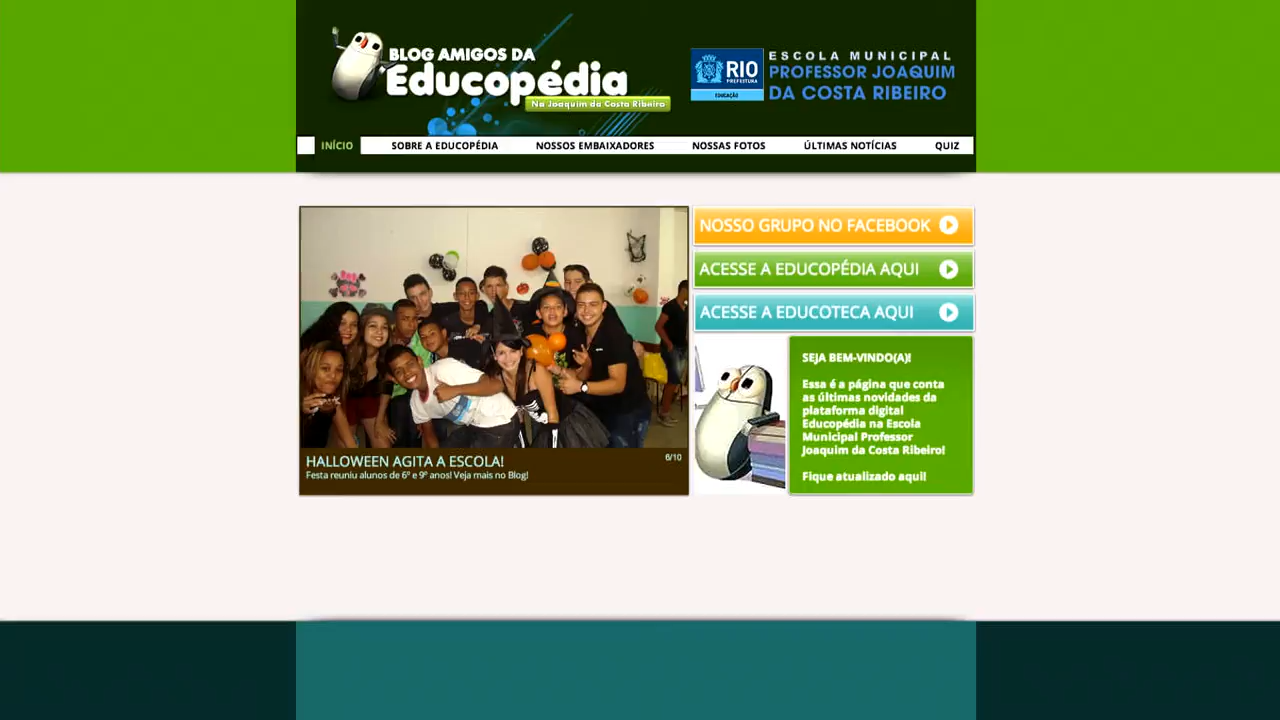 BLOG AMIGOS DA
Educopédia
Na Joaquim da Costa Ribeiro
RIO
PREFEITURA
EDUCAÇÃO
ESCOLA MUNICIPAL
PROFESSOR JOAQUIM
DA COSTA RIBEIRO
INÍCIO SOBRE A EDUCOPÉDIA NOSSOS EMBAIXADORES NOSSAS FOTOS ÚLTIMAS NOTÍCIAS QUIZ
HALLOWEEN AGITA A ESCOLA!
6/10
Festa reuniu alunos de 6º e 9º anos! Veja mais no Blog!
NOSSO GRUPO NO FACEBOOK
ACESSE A EDUCOPÉDIA AQUI
ACESSE A EDUCOTECA AQUI
SEJA BEM-VINDO(A)!
Essa é a página que conta
as últimas novidades da
plataforma digital
Educopédia na Escola
Municipal Professor
Joaquim da Costa Ribeiro!
Fique atualizado aqui!